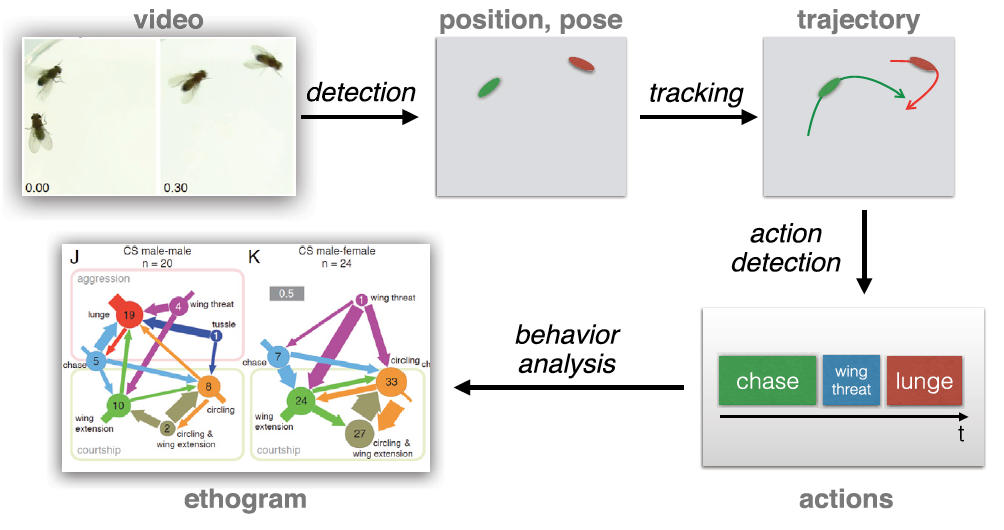 video
position, pose
trajectory
0.00
0.30
detection
tracking
action
detection
J
CS male-male
n = 20
K
CS male-female
n = 24
aggression
0.5
lunge
19
4
wing threat
tussle
1
chase
5
8
circling
10
wing
extension
2
circling &
wing extension
courtship
1
wing threat
7
chase
circling
ch
33
24
wing
extension
27
circling &
wing extension
courtship
behavior
analysis
chase
wing
threat
lunge
t
ethogram
actions